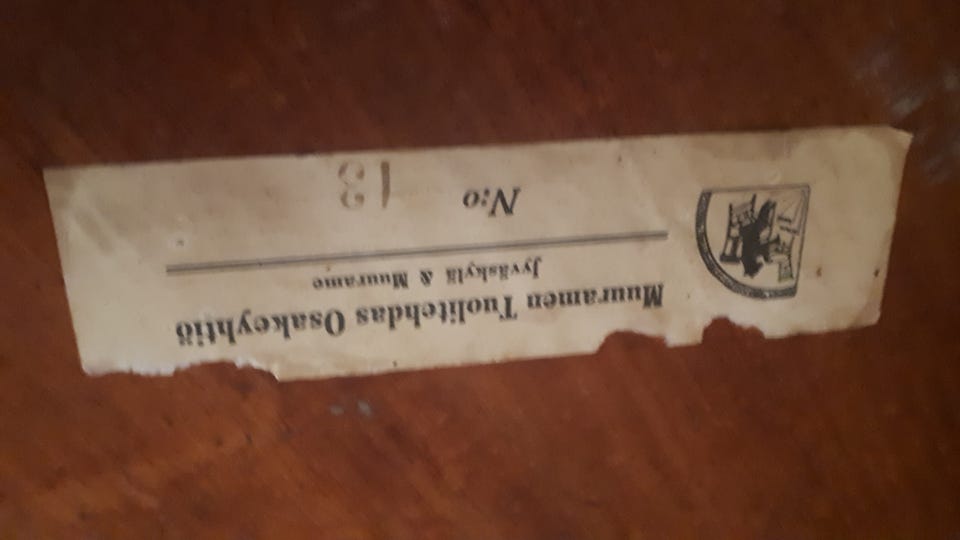 Muuramen Tuolitehdas Osakeyhtiö
Jyväskylä & Muurame
N:o 13